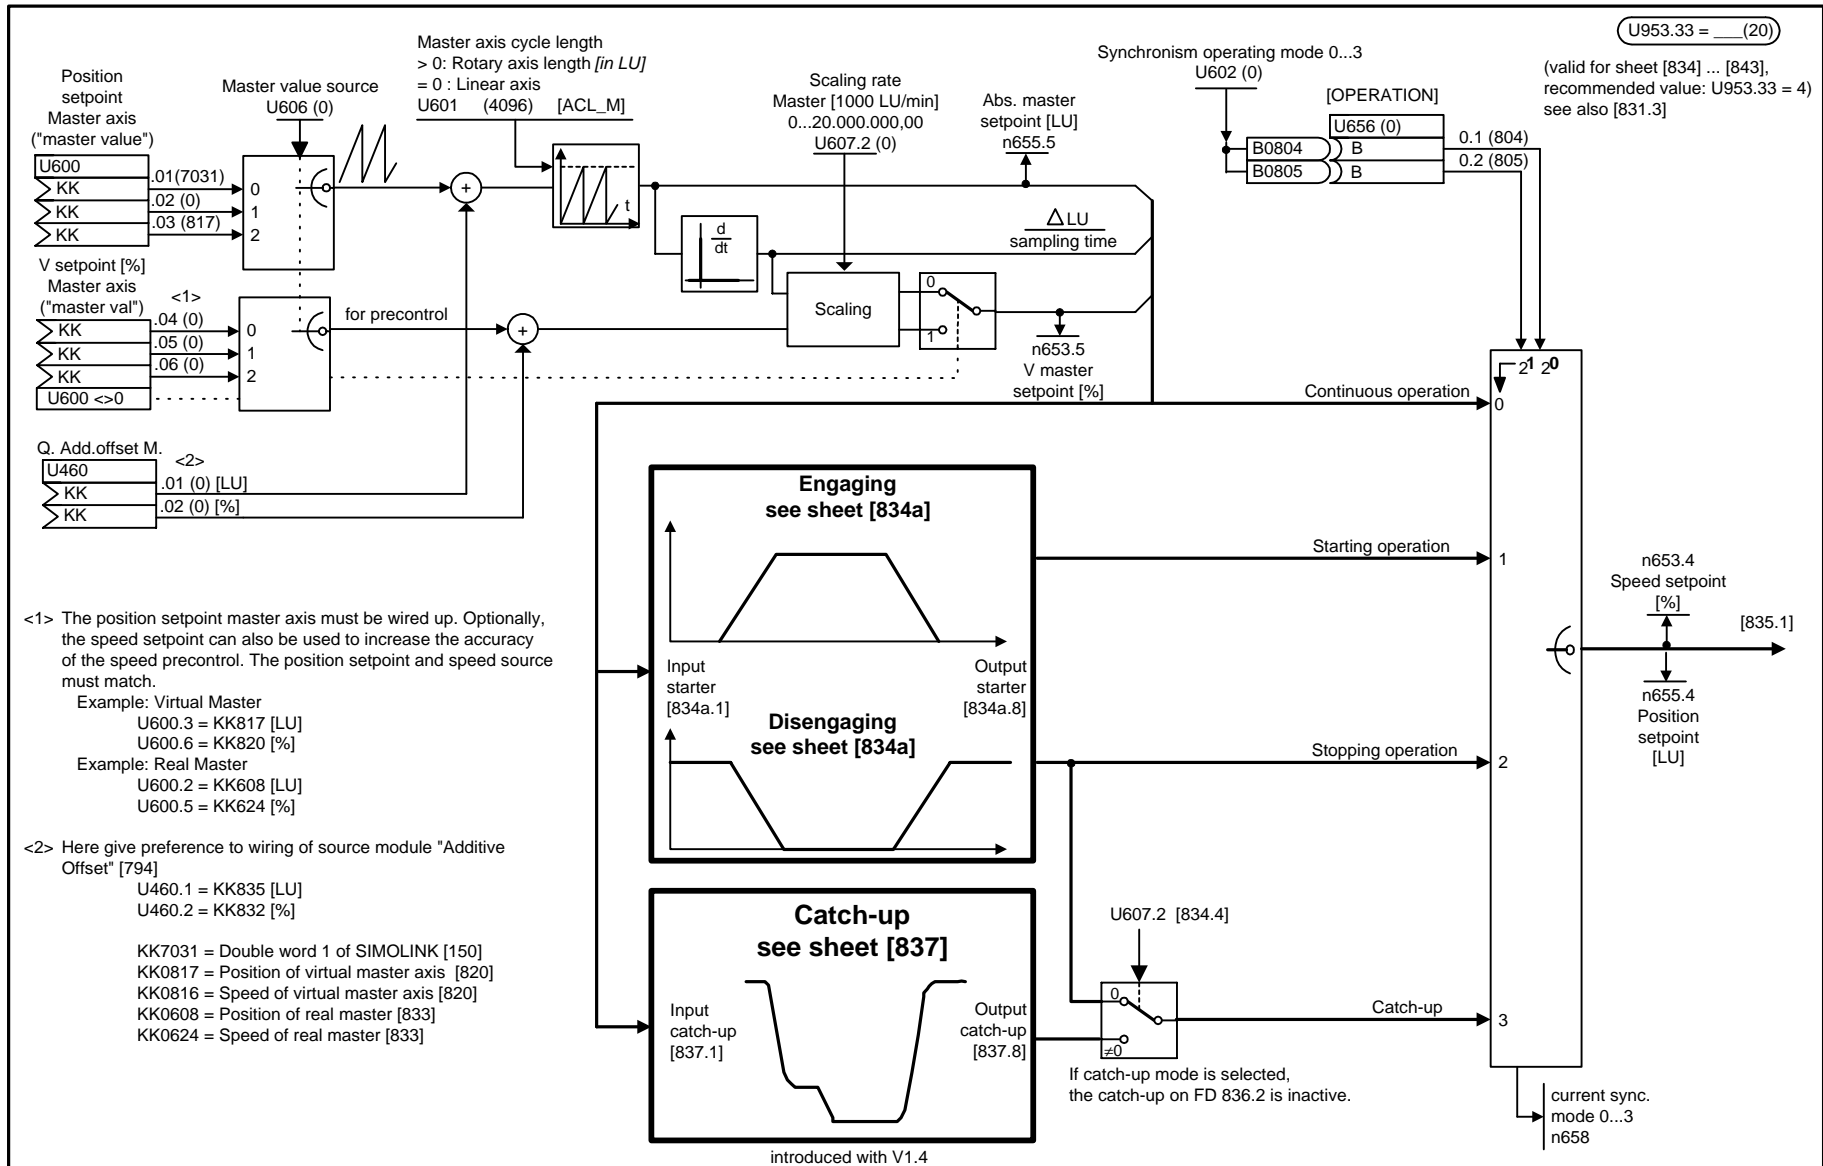 U953.33 = ___(20)
(valid for sheet [834] ... [843],
recommended value: U953.33 = 4)
see also [831.3]
Position
setpoint
Master axis
("master value")
U600
KK
.01(7031)
KK
.02 (0)
KK
.03 (817)
0
1
2
Master value source
U606 (0)
Master axis cycle length
> 0: Rotary axis length [in LU]
= 0 : Linear axis
U601 (4096) [ACL_M]
+
t
Scaling rate
Master [1000 LU/min]
0...20.000.000,00
U607.2 (0)
Abs. master
setpoint [LU]
n655.5
Synchronism operating mode 0...3
U602 (0)
[OPERATION]
U656 (0)
B0804
B
0.1 (804)
B0805
B
0.2 (805)
d
dt
△LU
sampling time
V setpoint [%]
Master axis
("master val")
<1>
KK
.04 (0)
KK
.05 (0)
KK
.06 (0)
U600 <>0
0
1
2
for precontrol
+
Scaling
0
1
n653.5
V master
setpoint [%]
Q. Add.offset M.
<2>
U460
KK
.01 (0) [LU]
KK
.02 (0) [%]
21 20
Continuous operation
0
Engaging
see sheet [834a]
Starting operation
1
Input
starter
[834a.1]
Output
starter
[834a.8]
Disengaging
see sheet [834a]
Stopping operation
2
n653.4
Speed setpoint
[%]
[835.1]
n655.4
Position
setpoint
[LU]
<1> The position setpoint master axis must be wired up. Optionally,
the speed setpoint can also be used to increase the accuracy
of the speed precontrol. The position setpoint and speed source
must match.
Example: Virtual Master
U600.3 = KK817 [LU]
U600.6 = KK820 [%]
Example: Real Master
U600.2 = KK608 [LU]
U600.5 = KK624 [%]
<2> Here give preference to wiring of source module "Additive
Offset" [794]
U460.1 = KK835 [LU]
U460.2 = KK832 [%]
KK7031 = Double word 1 of SIMOLINK [150]
KK0817 = Position of virtual master axis [820]
KK0816 = Speed of virtual master axis [820]
KK0608 = Position of real master [833]
KK0624 = Speed of real master [833]
Catch-up
see sheet [837]
Input
catch-up
[837.1]
Output
catch-up
[837.8]
introduced with V1.4
U607.2 [834.4]
0
≠0
Catch-up
3
If catch-up mode is selected,
the catch-up on FD 836.2 is inactive.
current sync.
mode 0...3
n658